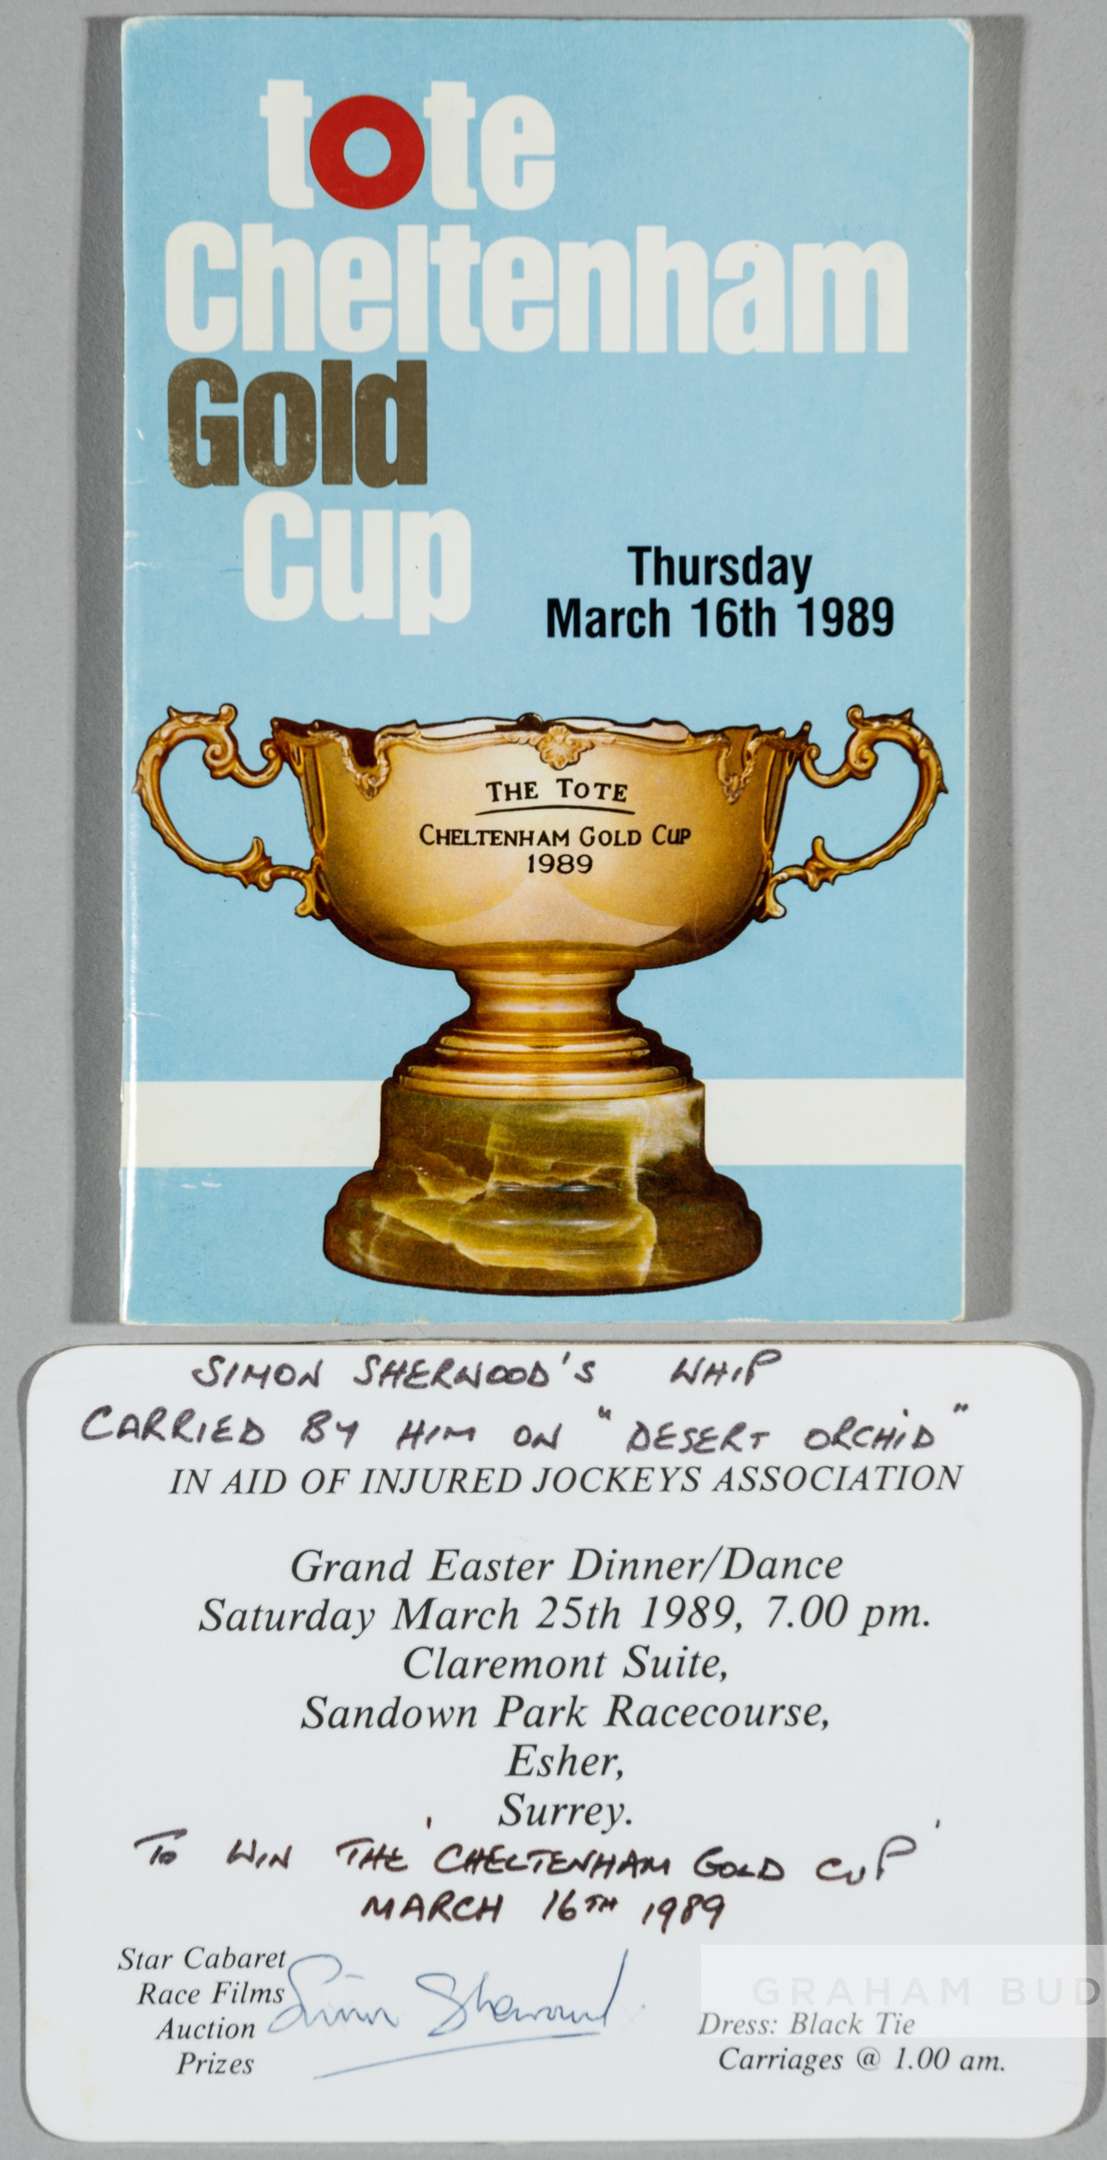 tote
Cheltenham
Gold
Cup
Thursday
March 16th 1989
THE TOTE
CHELTENHAM GOLD CUP
1989
SIMON SHERWOOD'S WHIP
CARRIED BY HIM ON "DESERT ORCHID"
IN AID OF INJURED JOCKEYS ASSOCIATION
Grand Easter Dinner/Dance
Saturday March 25th 1989, 7.00 pm.
Claremont Suite,
Sandown Park Racecourse,
Esher,
Surrey.
TO WIN THE 'CHELTENHAM GOLD CUP'
MARCH 16TH 1989
Star Cabaret
Race Films
Auction
Prizes
Simon Sherwood
GRAHAM BUD
Dress: Black Tie
Carriages @ 1.00 am.